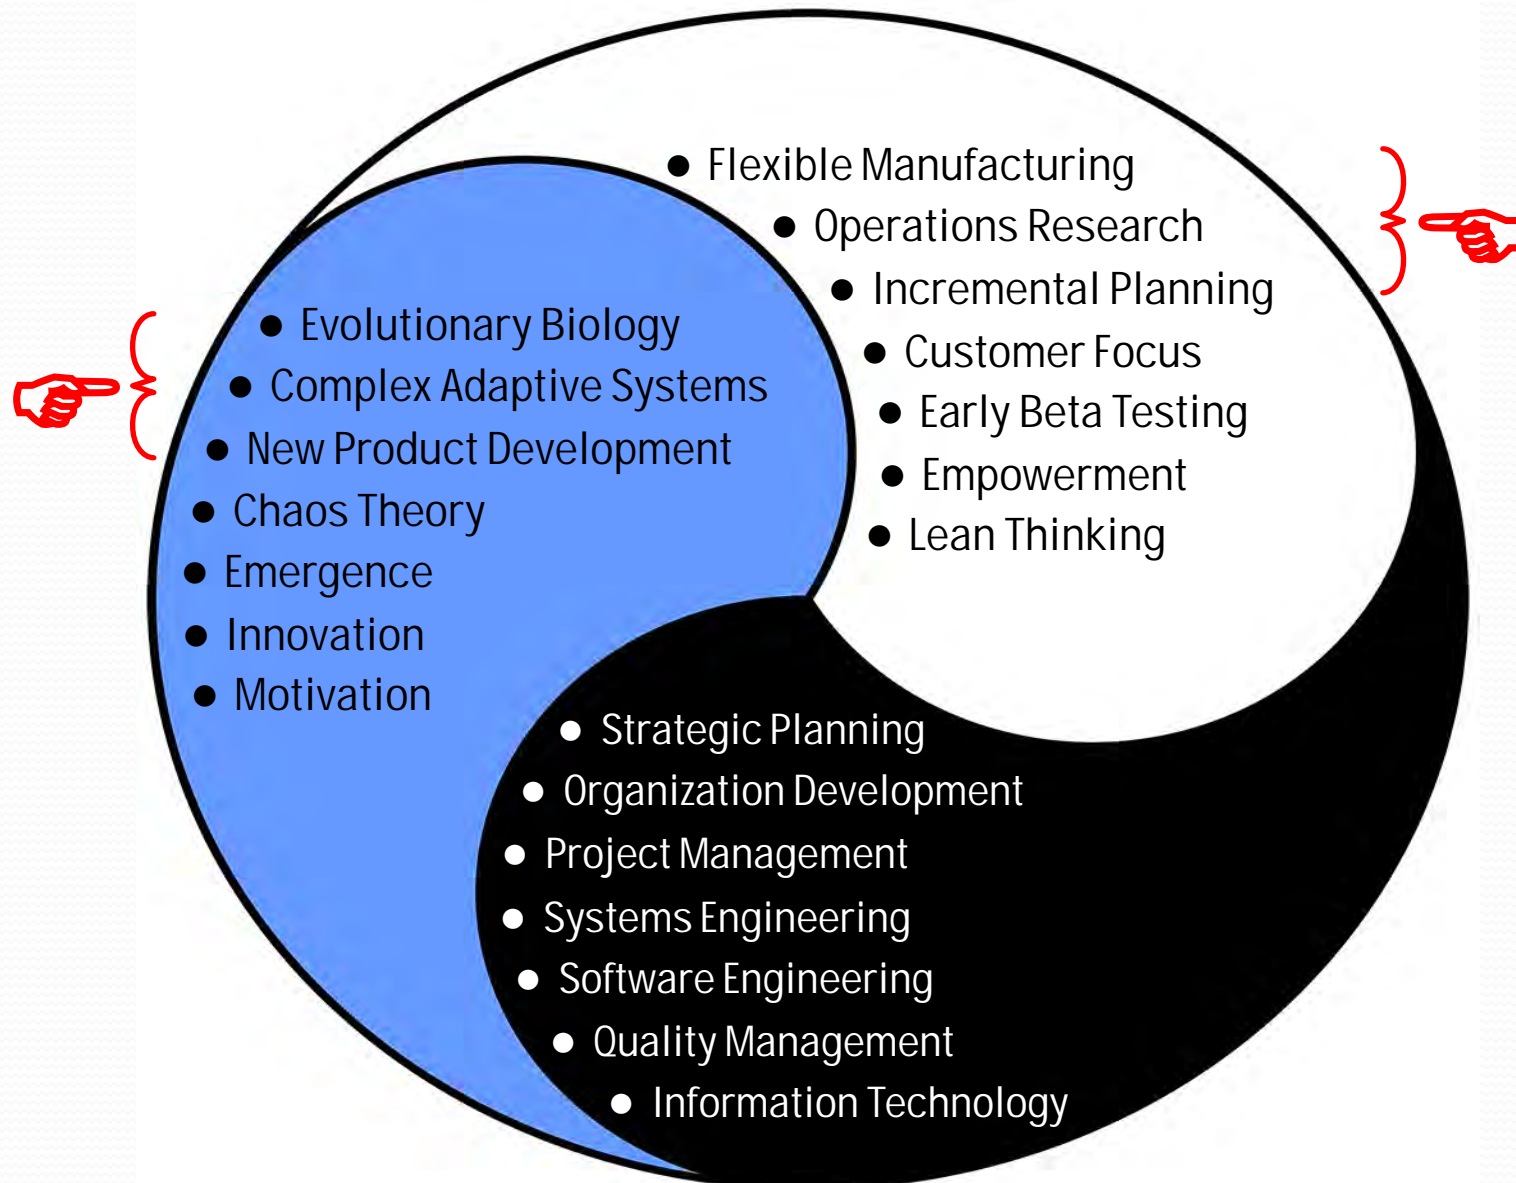 ● Flexible Manufacturing
● Operations Research
● Incremental Planning
● Customer Focus
● Early Beta Testing
● Empowerment
● Lean Thinking
● Evolutionary Biology
● Complex Adaptive Systems
● New Product Development
● Chaos Theory
● Emergence
● Innovation
● Motivation
● Strategic Planning
● Organization Development
● Project Management
● Systems Engineering
● Software Engineering
● Quality Management
● Information Technology